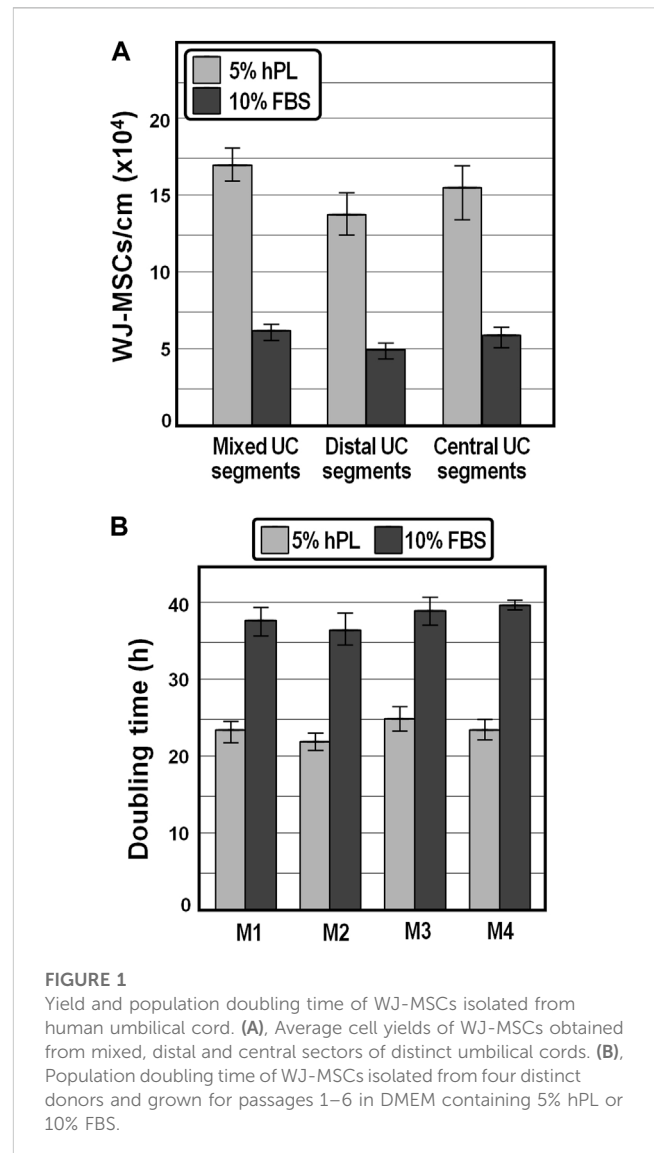 A
5% hPL
10% FBS
WJ-MSCs/cm (x10⁴)
20
15
10
5
0
Mixed UC segments
Distal UC segments
Central UC segments
B
5% hPL
10% FBS
Doubling time (h)
40
30
20
10
0
M1
M2
M3
M4
FIGURE 1
Yield and population doubling time of WJ-MSCs isolated from
human umbilical cord. (A), Average cell yields of WJ-MSCs obtained
from mixed, distal and central sectors of distinct umbilical cords. (B),
Population doubling time of WJ-MSCs isolated from four distinct
donors and grown for passages 1–6 in DMEM containing 5% hPL or
10% FBS.